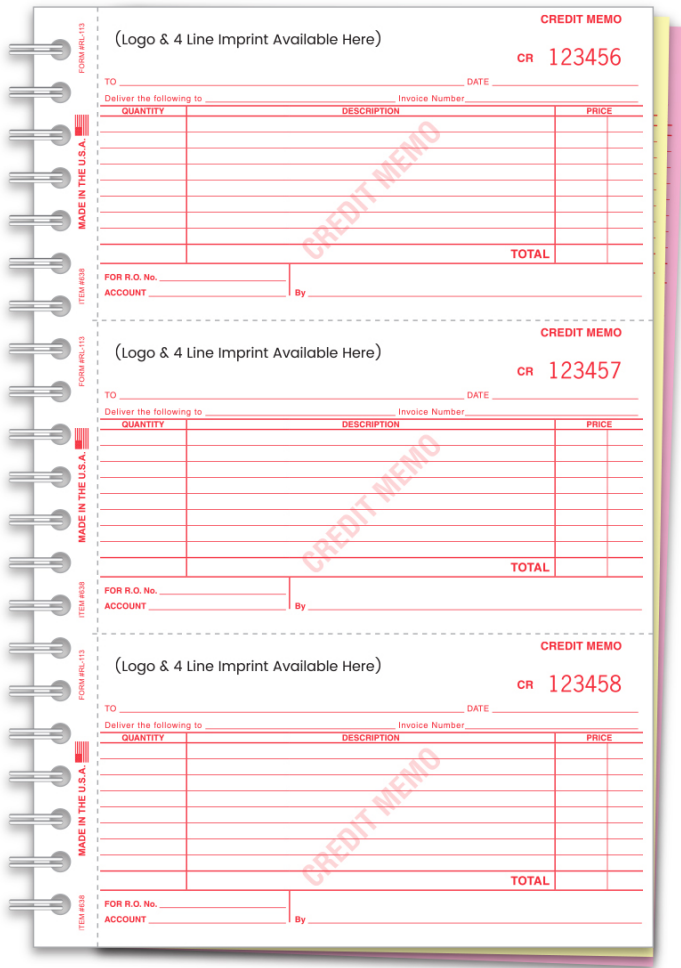 CREDIT MEMO
(Logo & 4 Line Imprint Available Here)
CR 123456
FORM #RL-113
TO DATE
Deliver the following to Invoice Number
QUANTITY DESCRIPTION PRICE
MADE IN THE U.S.A.
CREDIT MEMO
TOTAL
ITEM #638
FOR R.O. No.
ACCOUNT By
CREDIT MEMO
(Logo & 4 Line Imprint Available Here)
CR 123457
FORM #RL-113
TO DATE
Deliver the following to Invoice Number
QUANTITY DESCRIPTION PRICE
MADE IN THE U.S.A.
CREDIT MEMO
TOTAL
ITEM #638
FOR R.O. No.
ACCOUNT By
CREDIT MEMO
(Logo & 4 Line Imprint Available Here)
CR 123458
FORM #RL-113
TO DATE
Deliver the following to Invoice Number
QUANTITY DESCRIPTION PRICE
MADE IN THE U.S.A.
CREDIT MEMO
TOTAL
ITEM #638
FOR R.O. No.
ACCOUNT By